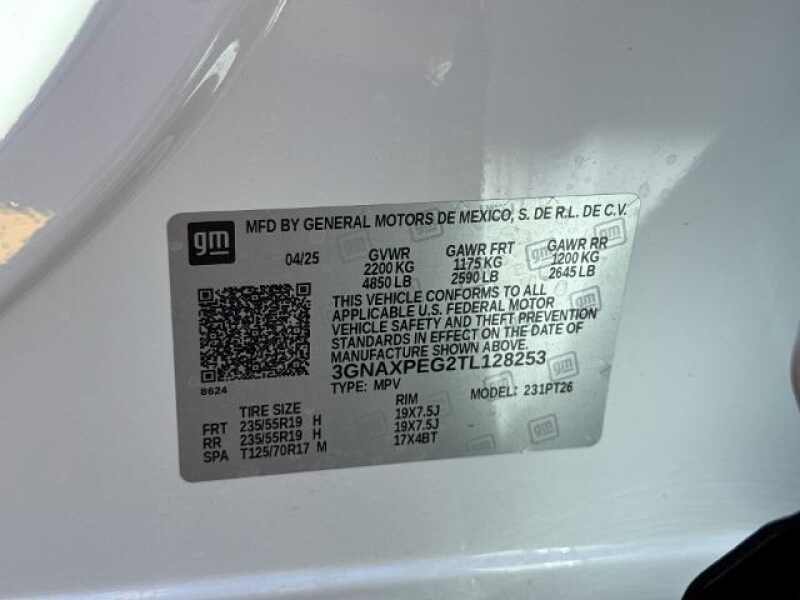 gm
MFD BY GENERAL MOTORS DE MEXICO, S. DE R.L. DE C.V.
04/25 GVWR GAWR FRT GAWR RR
2200 KG 1175 KG 1200 KG
4850 LB 2590 LB 2645 LB
THIS VEHICLE CONFORMS TO ALL
APPLICABLE U.S. FEDERAL MOTOR
VEHICLE SAFETY AND THEFT PREVENTION
STANDARDS IN EFFECT ON THE DATE OF
MANUFACTURE SHOWN ABOVE.
3GNAXPEG2TL128253
8624 TYPE: MPV MODEL: 231PT26
TIRE SIZE RIM
FRT 235/55R19 H 19X7.5J
RR 235/55R19 H 19X7.5J
SPA T125/70R17 M 17X4BT